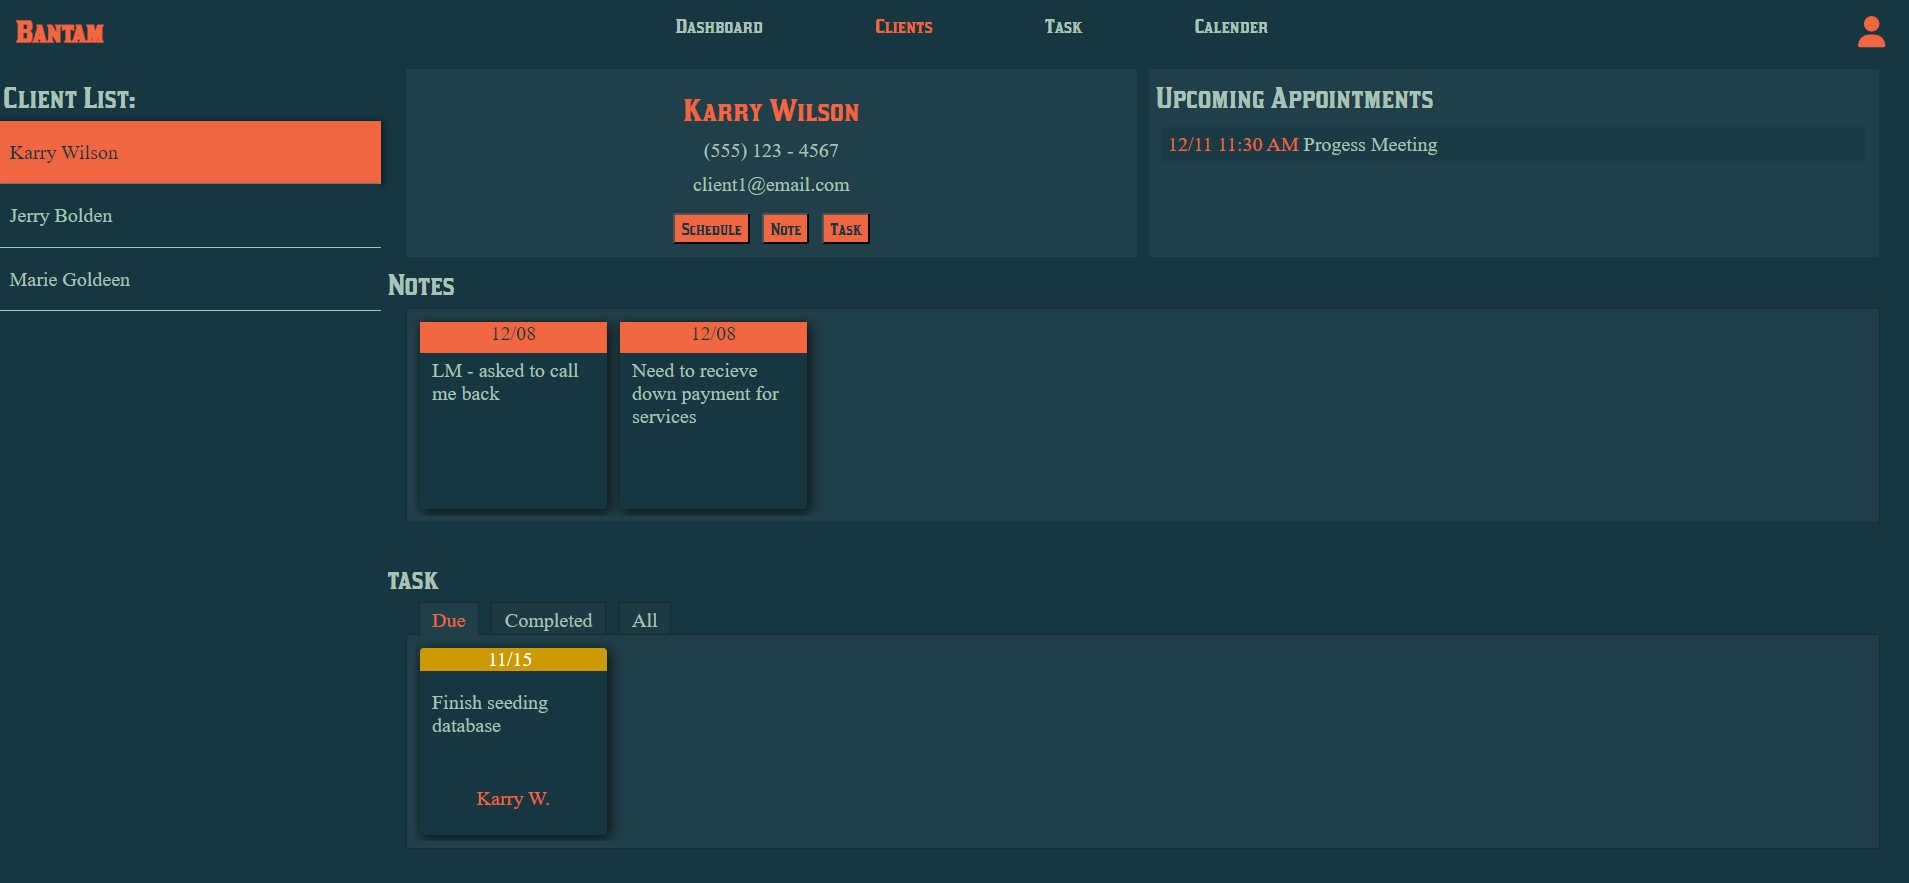 Bantam
Dashboard
Clients
Task
Calender
Client List:
Karry Wilson
Jerry Bolden
Marie Goldeen
Karry Wilson
(555) 123 - 4567
client1@email.com
Schedule
Note
Task
Upcoming Appointments
12/11 11:30 AM Progess Meeting
Notes
12/08
LM - asked to call
me back
12/08
Need to recieve
down payment for
services
task
Due
Completed
All
11/15
Finish seeding
database
Karry W.